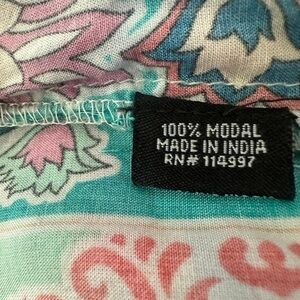 100% MODAL
MADE IN INDIA
RN# 114997